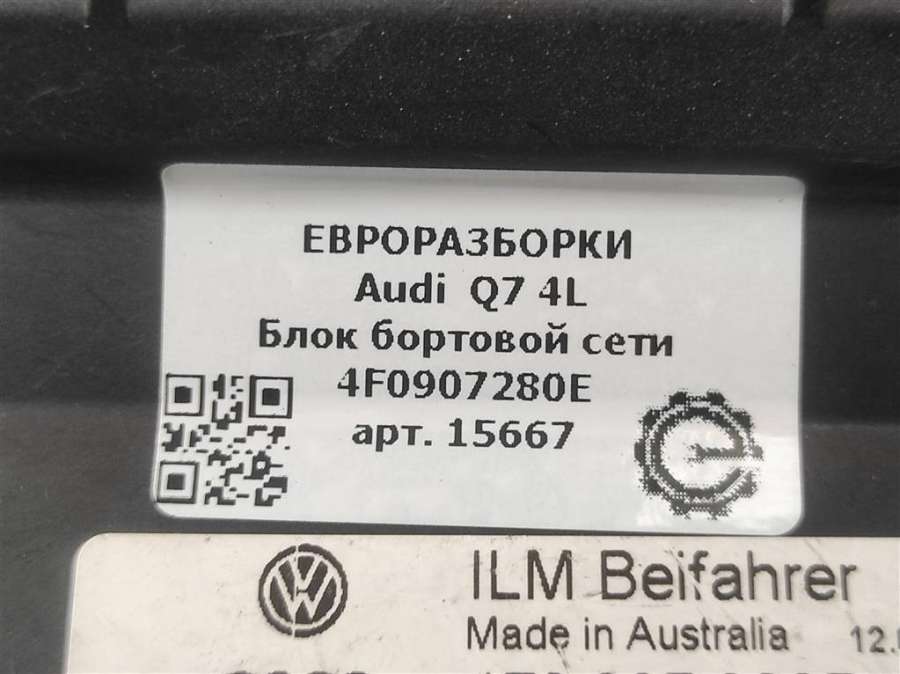 ЕВРОРАЗБОРКИ
Audi Q7 4L
Блок бортовой сети
4F0907280E
арт. 15667
ILM Beifahrer
Made in Australia